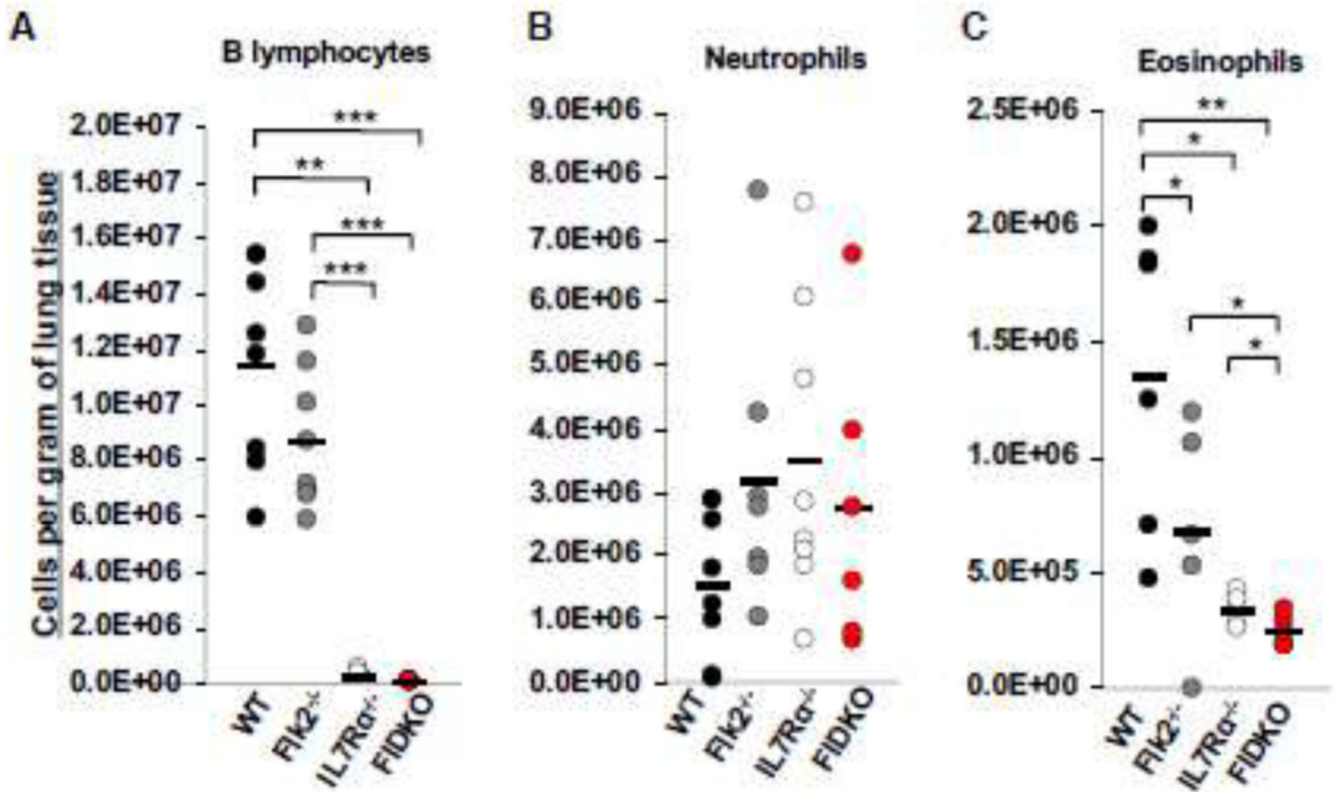 A
B lymphocytes
Cells per gram of lung tissue
2.0E+07
1.8E+07
1.6E+07
1.4E+07
1.2E+07
1.0E+07
8.0E+06
6.0E+06
4.0E+06
2.0E+06
0.0E+00
***
**
***
***
WT
Flk2⁻/⁻
IL7Rα⁻/⁻
FIDKO
B
Neutrophils
9.0E+06
8.0E+06
7.0E+06
6.0E+06
5.0E+06
4.0E+06
3.0E+06
2.0E+06
1.0E+06
0.0E+00
WT
Flk2⁻/⁻
IL7Rα⁻/⁻
FIDKO
C
Eosinophils
2.5E+06
2.0E+06
1.5E+06
1.0E+06
5.0E+05
0.0E+00
**
*
*
*
*
WT
Flk2⁻/⁻
IL7Rα⁻/⁻
FIDKO